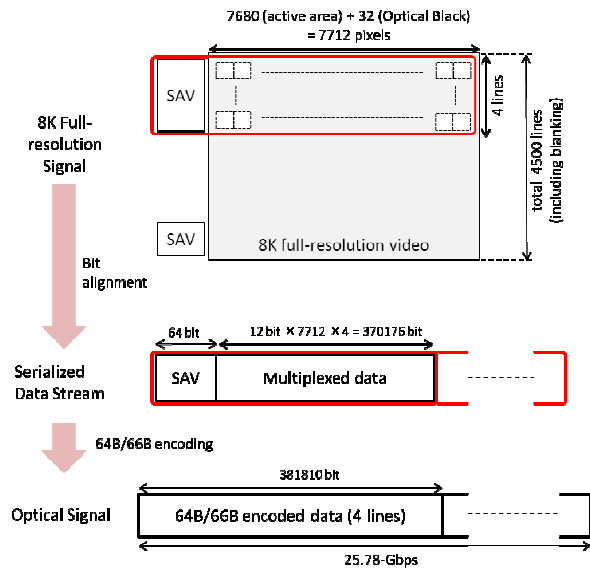 7680 (active area) + 32 (Optical Black)
= 7712 pixels
SAV
4 lines
total 4500 lines
(including blanking)
8K Full-
resolution
Signal
SAV
8K full-resolution video
Bit
alignment
64 bit
12 bit × 7712 × 4 = 370176 bit
Serialized
Data Stream
SAV
Multiplexed data
64B/66B encoding
381810 bit
Optical Signal
64B/66B encoded data (4 lines)
25.78-Gbps